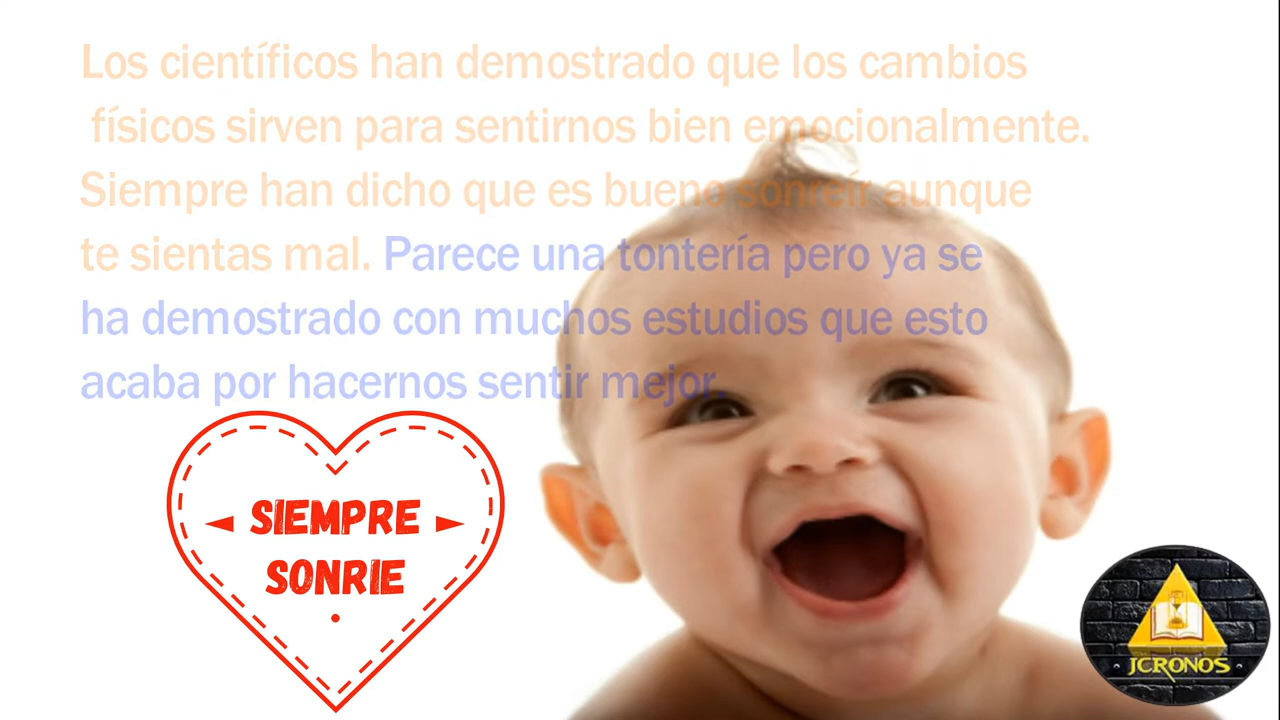 Los científicos han demostrado que los cambios
físicos sirven para sentirnos bien emocionalmente.
Siempre han dicho que es bueno sonreír aunque
te sientas mal. Parece una tontería pero ya se
ha demostrado con muchos estudios que esto
acaba por hacernos sentir mejor.
SIEMPRE
SONRIE
JCRONOS